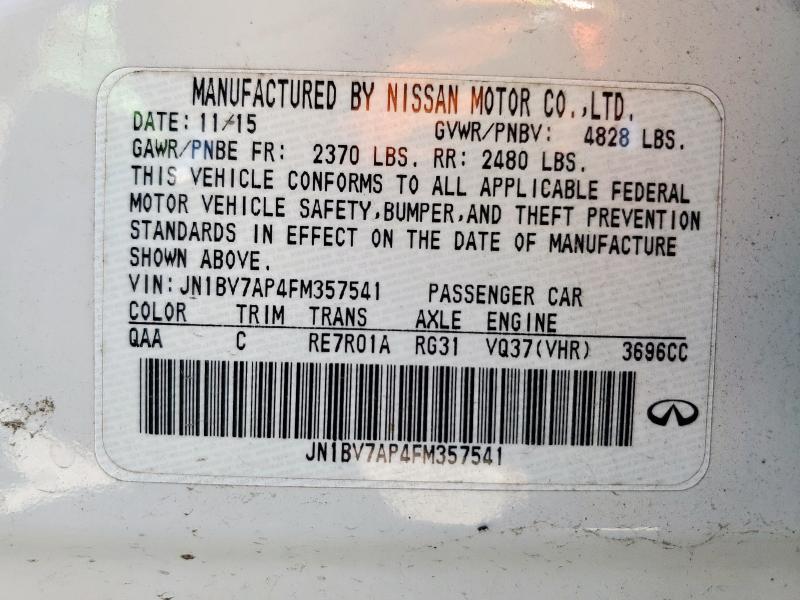 MANUFACTURED BY NISSAN MOTOR CO.,LTD.
DATE: 11/15 GVWR/PNBV: 4828 LBS.
GAWR/PNBE FR: 2370 LBS. RR: 2480 LBS.
THIS VEHICLE CONFORMS TO ALL APPLICABLE FEDERAL
MOTOR VEHICLE SAFETY,BUMPER,AND THEFT PREVENTION
STANDARDS IN EFFECT ON THE DATE OF MANUFACTURE
SHOWN ABOVE.
VIN:JN1BV7AP4FM357541 PASSENGER CAR
COLOR TRIM TRANS AXLE ENGINE
QAA C RE7R01A RG31 VQ37(VHR) 3696CC
JN1BV7AP4FM357541